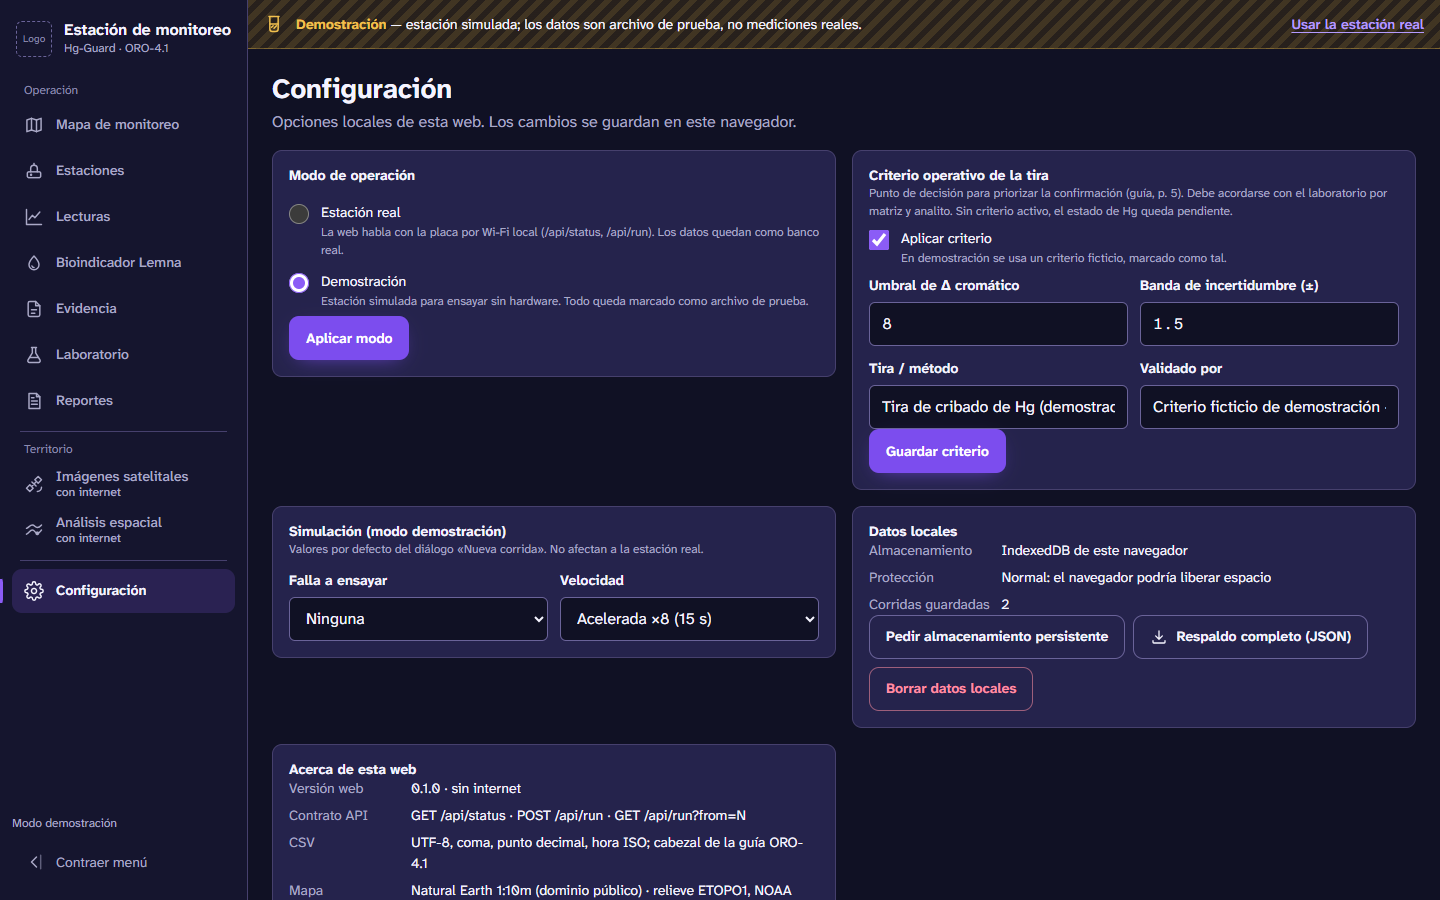 Logo
Estación de monitoreo
Hg-Guard · ORO-4.1
Operación
Mapa de monitoreo
Estaciones
Lecturas
Bioindicador Lemna
Evidencia
Laboratorio
Reportes
Territorio
Imágenes satelitales
con internet
Análisis espacial
con internet
Configuración
Modo demostración
Contraer menú
Demostración — estación simulada; los datos son archivo de prueba, no mediciones reales.
Usar la estación real
Configuración
Opciones locales de esta web. Los cambios se guardan en este navegador.
Modo de operación
Estación real
La web habla con la placa por Wi-Fi local (/api/status, /api/run). Los datos quedan como banco
real.
Demostración
Estación simulada para ensayar sin hardware. Todo queda marcado como archivo de prueba.
Aplicar modo
Criterio operativo de la tira
Punto de decisión para priorizar la confirmación (guía, p. 5). Debe acordarse con el laboratorio por
matriz y analito. Sin criterio activo, el estado de Hg queda pendiente.
Aplicar criterio
En demostración se usa un criterio ficticio, marcado como tal.
Umbral de Δ cromático
Banda de incertidumbre (±)
8
1.5
Tira / método
Validado por
Tira de cribado de Hg (demostrac
Criterio ficticio de demostración ·
Guardar criterio
Simulación (modo demostración)
Valores por defecto del diálogo «Nueva corrida». No afectan a la estación real.
Falla a ensayar
Velocidad
Ninguna
Acelerada ×8 (15 s)
Datos locales
Almacenamiento IndexedDB de este navegador
Protección Normal: el navegador podría liberar espacio
Corridas guardadas 2
Pedir almacenamiento persistente
Respaldo completo (JSON)
Borrar datos locales
Acerca de esta web
Versión web 0.1.0 · sin internet
Contrato API GET /api/status · POST /api/run · GET /api/run?from=N
CSV UTF-8, coma, punto decimal, hora ISO; cabezal de la guía ORO-
4.1
Mapa Natural Earth 1:10m (dominio público) · relieve ETOPO1, NOAA